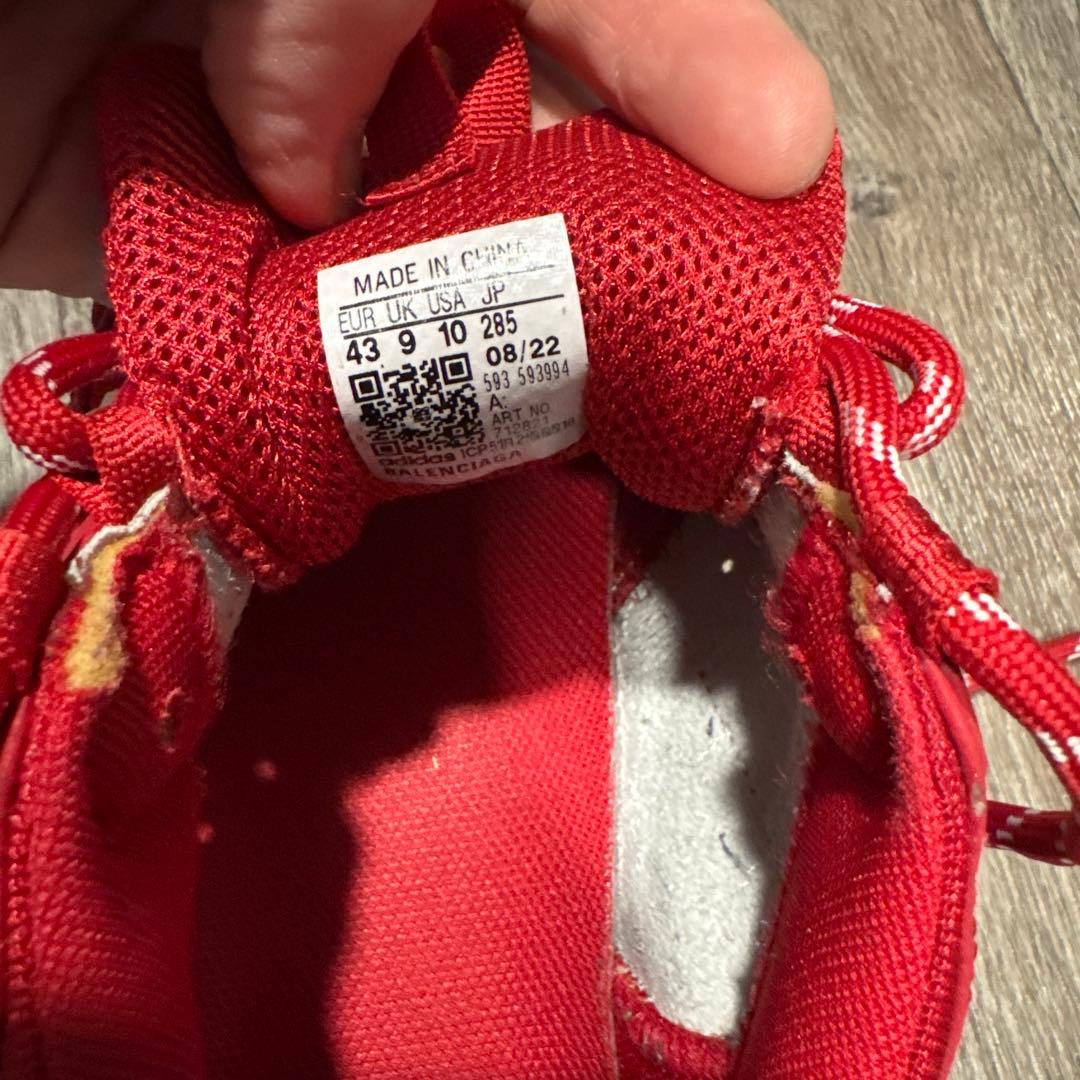 MADE IN CHINA
EUR UK USA JP
43 9 10 285
08/22
593 593994
A:
ART NO.
712821
adidas
BALENCIAGA